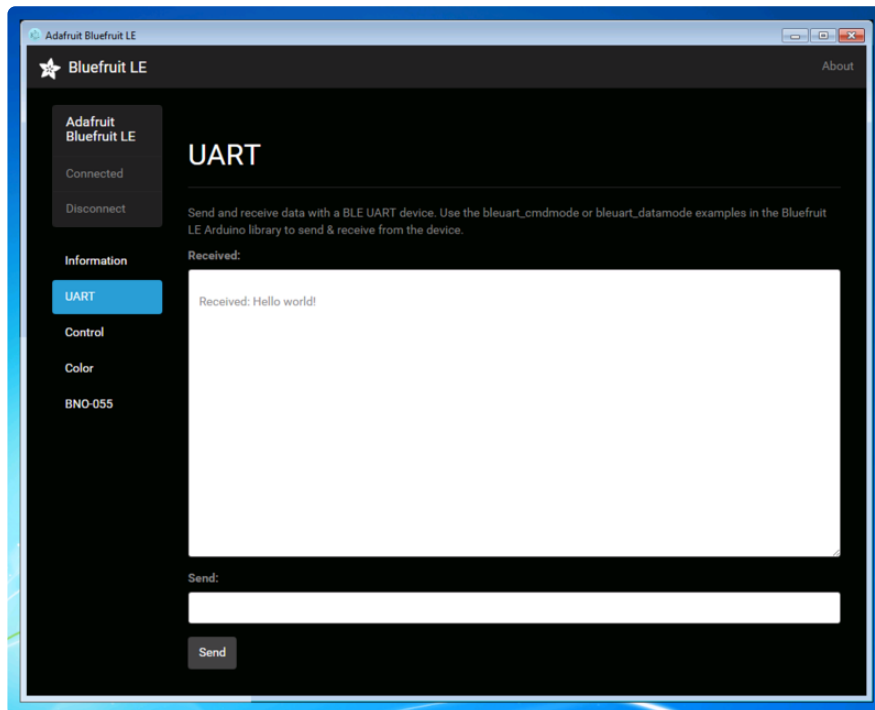 Adafruit Bluefruit LE
Bluefruit LE
About
Adafruit
Bluefruit LE
Connected
Disconnect
Information
UART
Control
Color
BNO-055
UART
Send and receive data with a BLE UART device. Use the bleuart_cmdmode or bleuart_datamode examples in the Bluefruit
LE Arduino library to send & receive from the device.
Received:
Received: Hello world!
Send:
Send